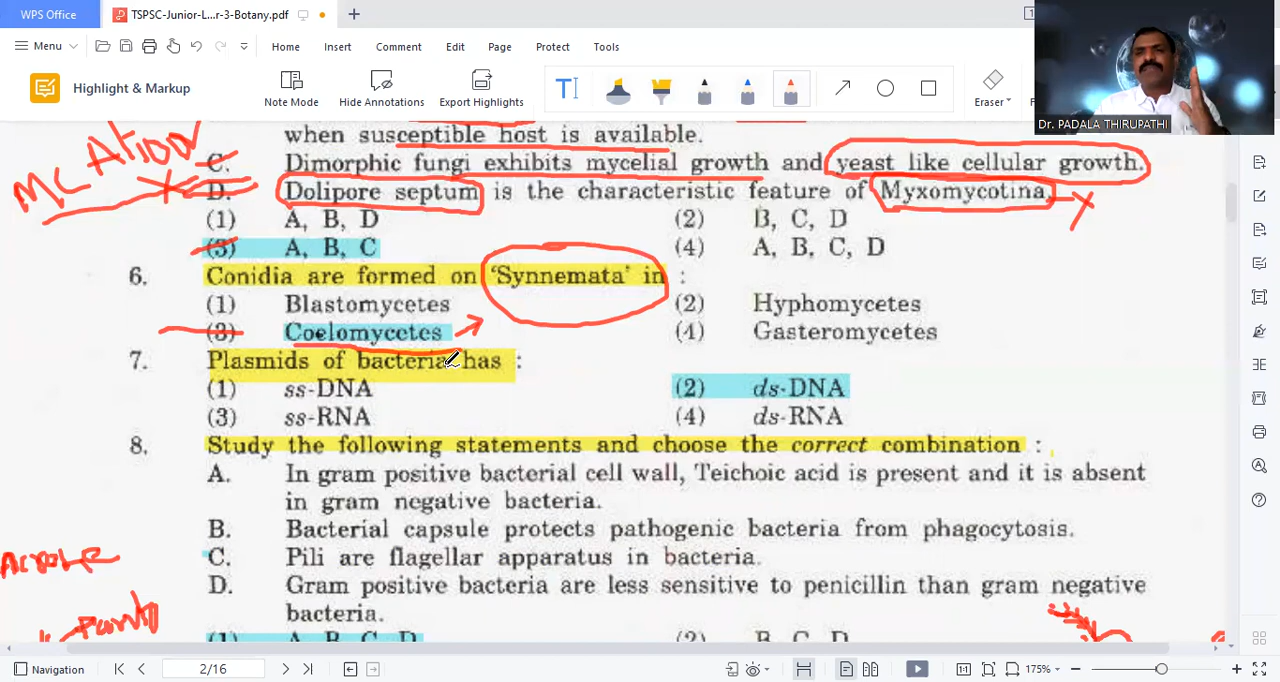 WPS Office
TSPSC-Junior-L...r-3-Botany.pdf
Menu
Home Insert Comment Edit Page Protect Tools
Highlight & Markup
Note Mode
Hide Annotations
Export Highlights
Eraser
Dr. PADALA THIRUPATHI
when susceptible host is available.
C. Dimorphic fungi exhibits mycelial growth and yeast like cellular growth.
D. Dolipore septum is the characteristic feature of Myxomycotina.
(1) A, B, D (2) B, C, D
(3) A, B, C (4) A, B, C, D
6. Conidia are formed on 'Synnemata' in :
(1) Blastomycetes (2) Hyphomycetes
(3) Coelomycetes (4) Gasteromycetes
7. Plasmids of bacteria has :
(1) ss-DNA (2) ds-DNA
(3) ss-RNA (4) ds-RNA
8. Study the following statements and choose the correct combination :
A. In gram positive bacterial cell wall, Teichoic acid is present and it is absent
in gram negative bacteria.
B. Bacterial capsule protects pathogenic bacteria from phagocytosis.
C. Pili are flagellar apparatus in bacteria.
D. Gram positive bacteria are less sensitive to penicillin than gram negative
bacteria.
(1) A, B, C, D (2) B, C, D
Navigation
2/16
175%